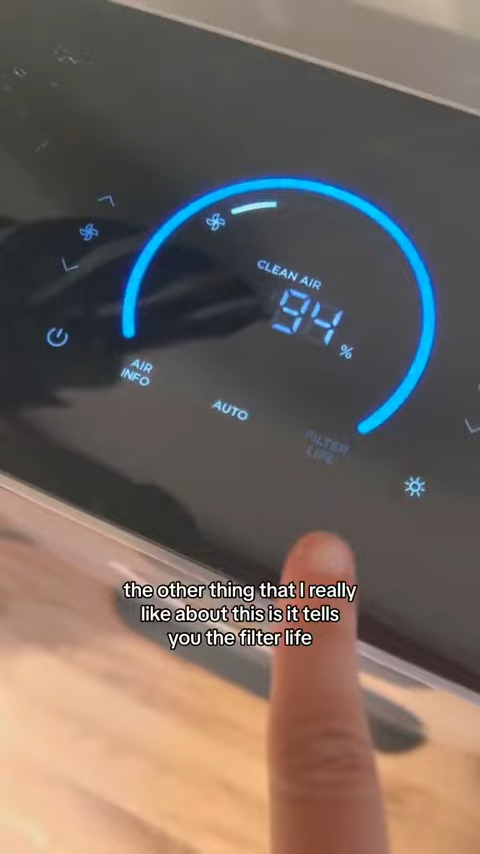 CLEAN AIR
94
%
AIR
INFO
AUTO
FILTER
LIFE
the other thing that I really
like about this is it tells
you the filter life